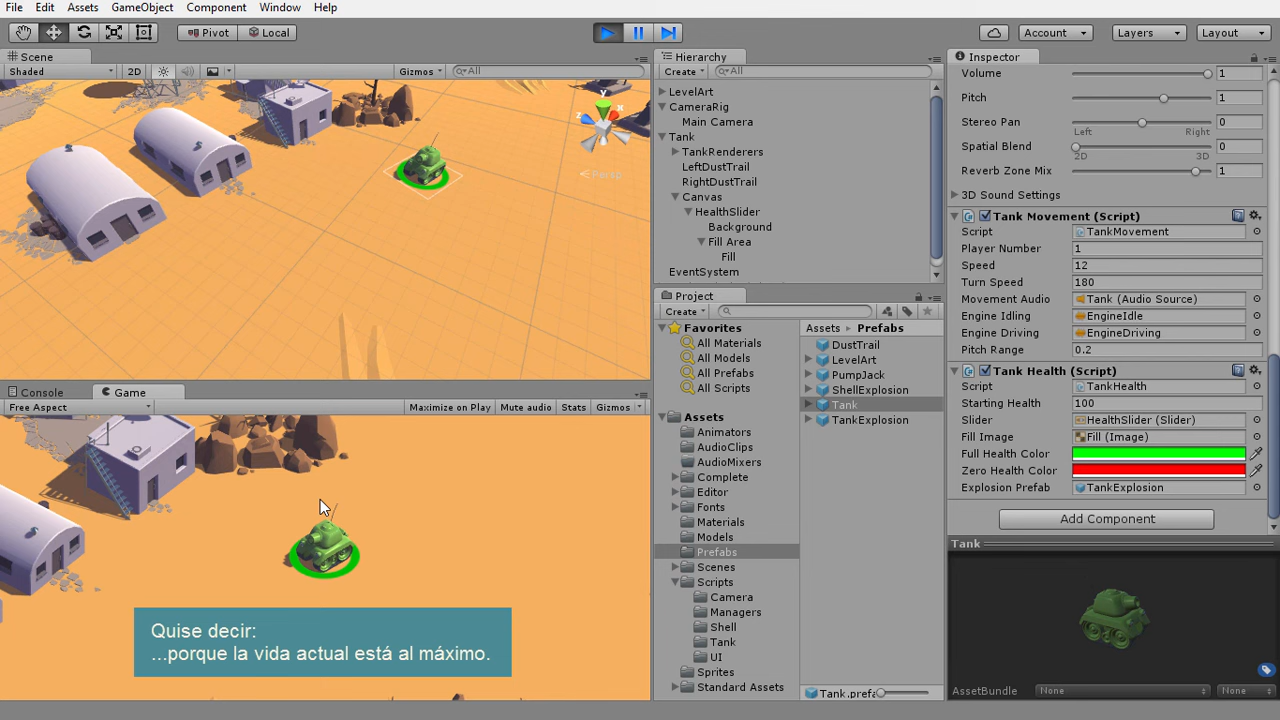 File Edit Assets GameObject Component Window Help
Pivot Local Account Layers Layout
Scene
Shaded 2D Gizmos All
Persp
y x z
Console Game
Free Aspect Maximize on Play Mute audio Stats Gizmos
Quise decir:
...porque la vida actual está al máximo.
Hierarchy
Create All
LevelArt
CameraRig
Main Camera
Tank
TankRenderers
LeftDustTrail
RightDustTrail
Canvas
HealthSlider
Background
Fill Area
Fill
EventSystem
Project
Create
Favorites
All Materials
All Models
All Prefabs
All Scripts
Assets
Animators
AudioClips
AudioMixers
Complete
Editor
Fonts
Materials
Models
Prefabs
Scenes
Scripts
Camera
Managers
Shell
Tank
UI
Sprites
Standard Assets
Assets Prefabs
DustTrail
LevelArt
PumpJack
ShellExplosion
Tank
TankExplosion
Tank.prefa
Inspector
Volume 1
Pitch 1
Stereo Pan 0
Left Right
Spatial Blend 0
2D 3D
Reverb Zone Mix 1
3D Sound Settings
Tank Movement (Script)
Script TankMovement
Player Number 1
Speed 12
Turn Speed 180
Movement Audio Tank (Audio Source)
Engine Idling EngineIdle
Engine Driving EngineDriving
Pitch Range 0.2
Tank Health (Script)
Script TankHealth
Starting Health 100
Slider HealthSlider (Slider)
Fill Image Fill (Image)
Full Health Color
Zero Health Color
Explosion Prefab TankExplosion
Add Component
Tank
AssetBundle None None